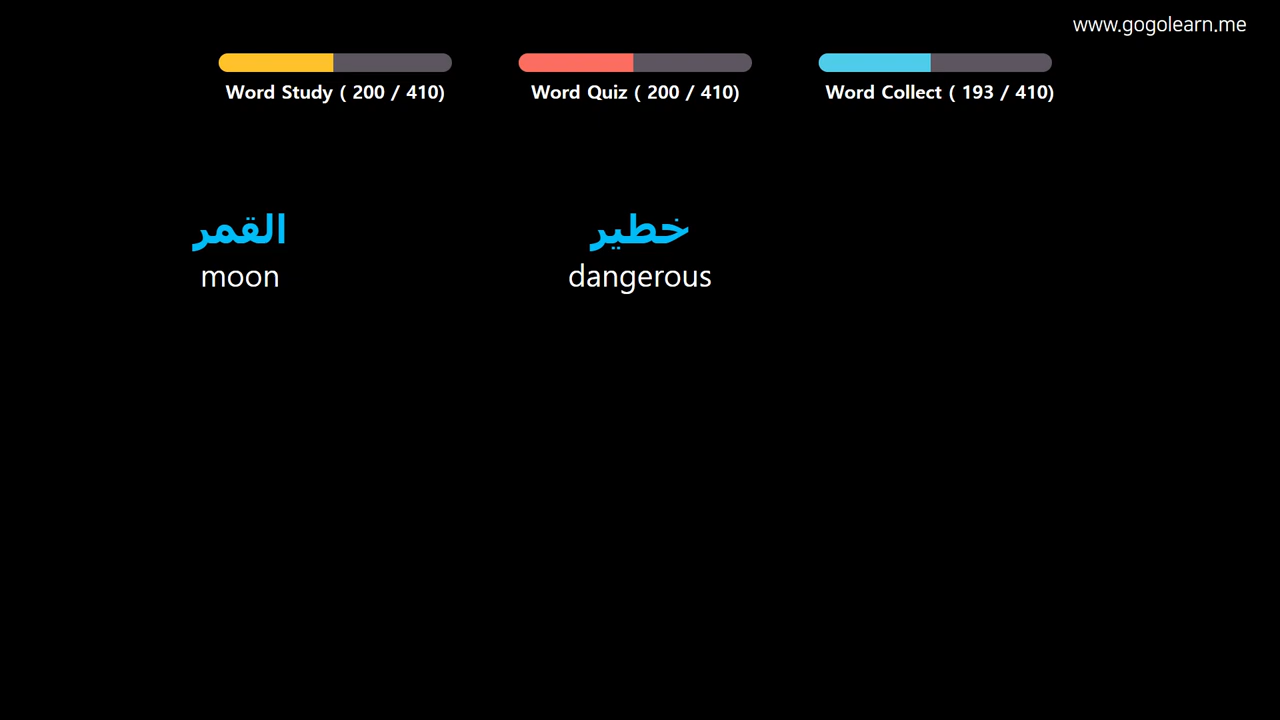 www.gogolearn.me
Word Study ( 200 / 410)
Word Quiz ( 200 / 410)
Word Collect ( 193 / 410)
القمر
moon
خطير
dangerous